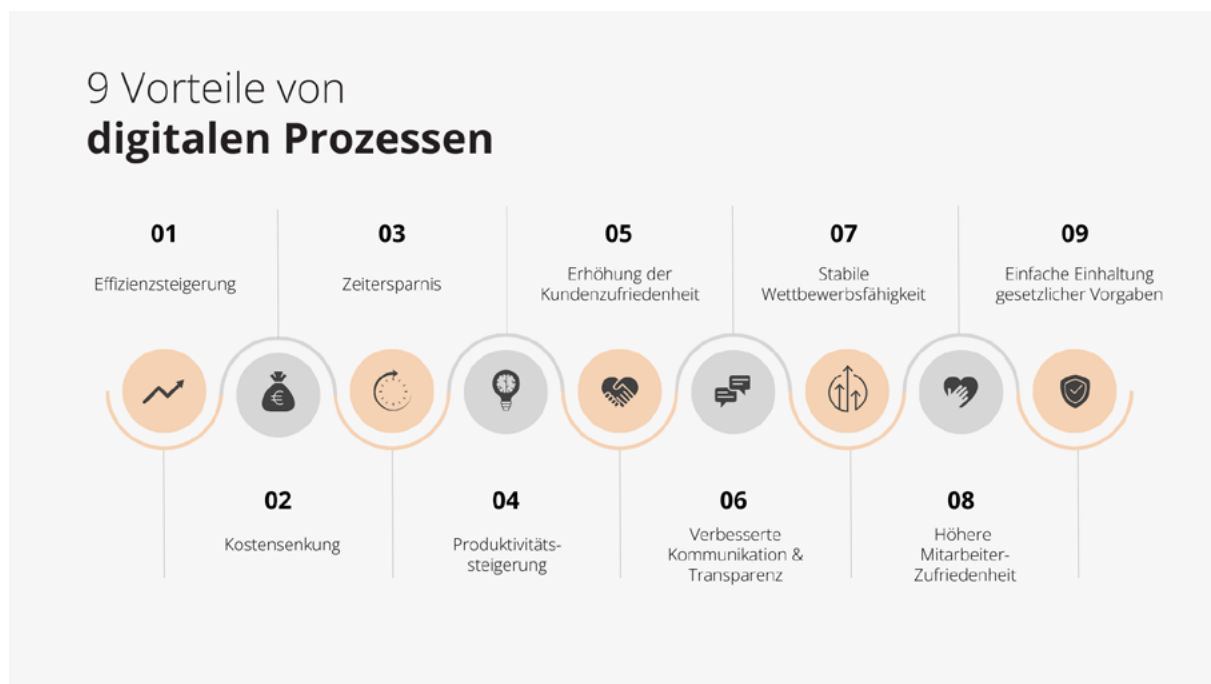 9 Vorteile von
digitalen Prozessen
01
Effizienzsteigerung
02
Kostensenkung
03
Zeitersparnis
04
Produktivitäts-
steigerung
05
Erhöhung der
Kundenzufriedenheit
06
Verbesserte
Kommunikation &
Transparenz
07
Stabile
Wettbewerbsfähigkeit
08
Höhere
Mitarbeiter-
Zufriedenheit
09
Einfache Einhaltung
gesetzlicher Vorgaben
€